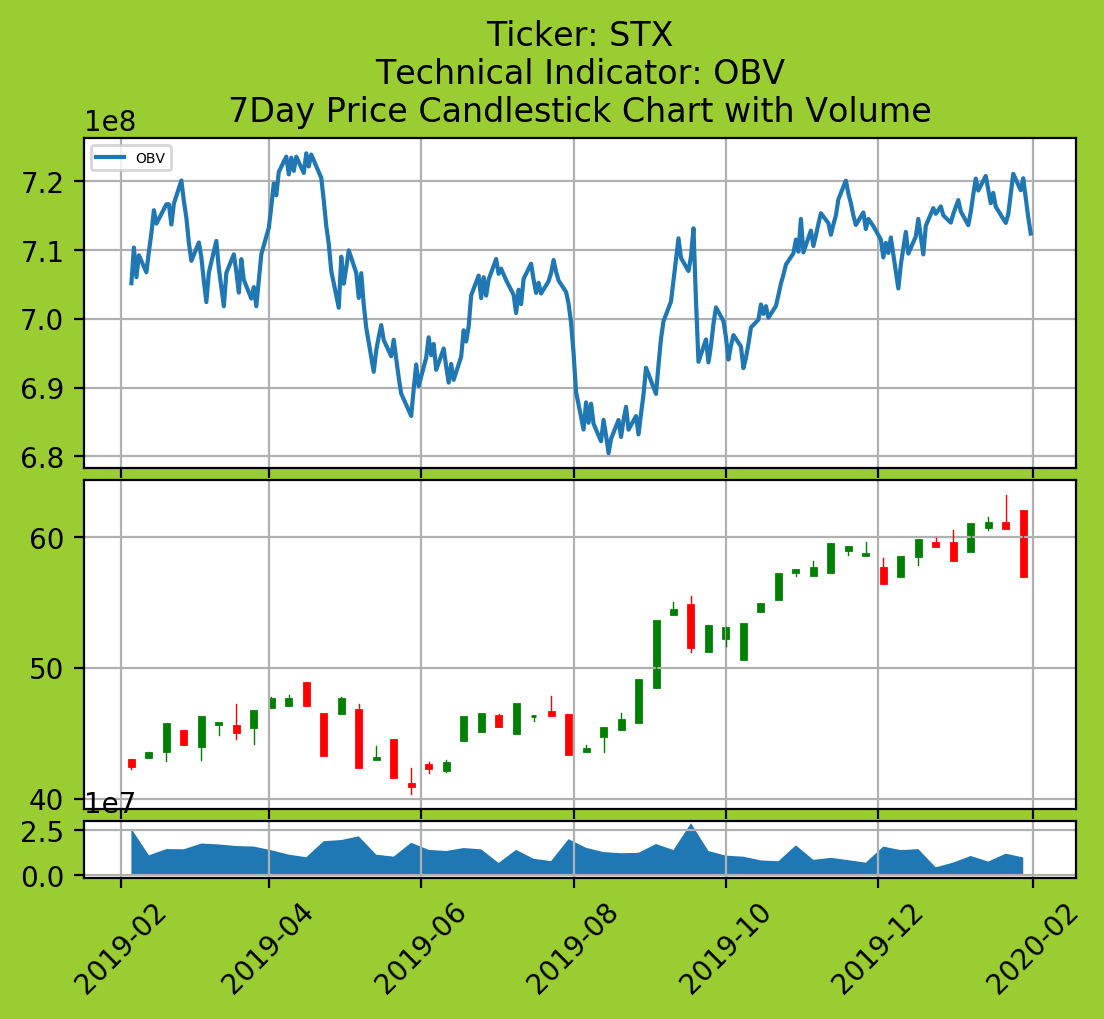 Ticker: STX
Technical Indicator: OBV
7Day Price Candlestick Chart with Volume
1e8
OBV
7.2
7.1
7.0
6.9
6.8
60
50
40
1e7
2.5
0.0
2019-02
2019-04
2019-06
2019-08
2019-10
2019-12
2020-02